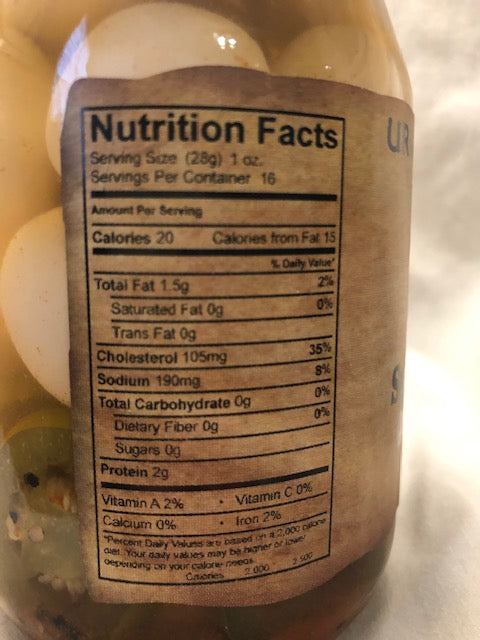 Nutrition Facts
Serving Size (28g) 1 oz.
Servings Per Container 16
Amount Per Serving
Calories 20 Calories from Fat 15
% Daily Value*
Total Fat 1.5g 2%
Saturated Fat 0g 0%
Trans Fat 0g
Cholesterol 105mg 35%
Sodium 190mg 8%
Total Carbohydrate 0g 0%
Dietary Fiber 0g 0%
Sugars 0g
Protein 2g
Vitamin A 2% · Vitamin C 0%
Calcium 0% · Iron 2%
*Percent Daily Values are based on a 2,000 calorie
diet. Your daily values may be higher or lower
depending on your calorie needs.
Calories 2,000 2,500
UR
S